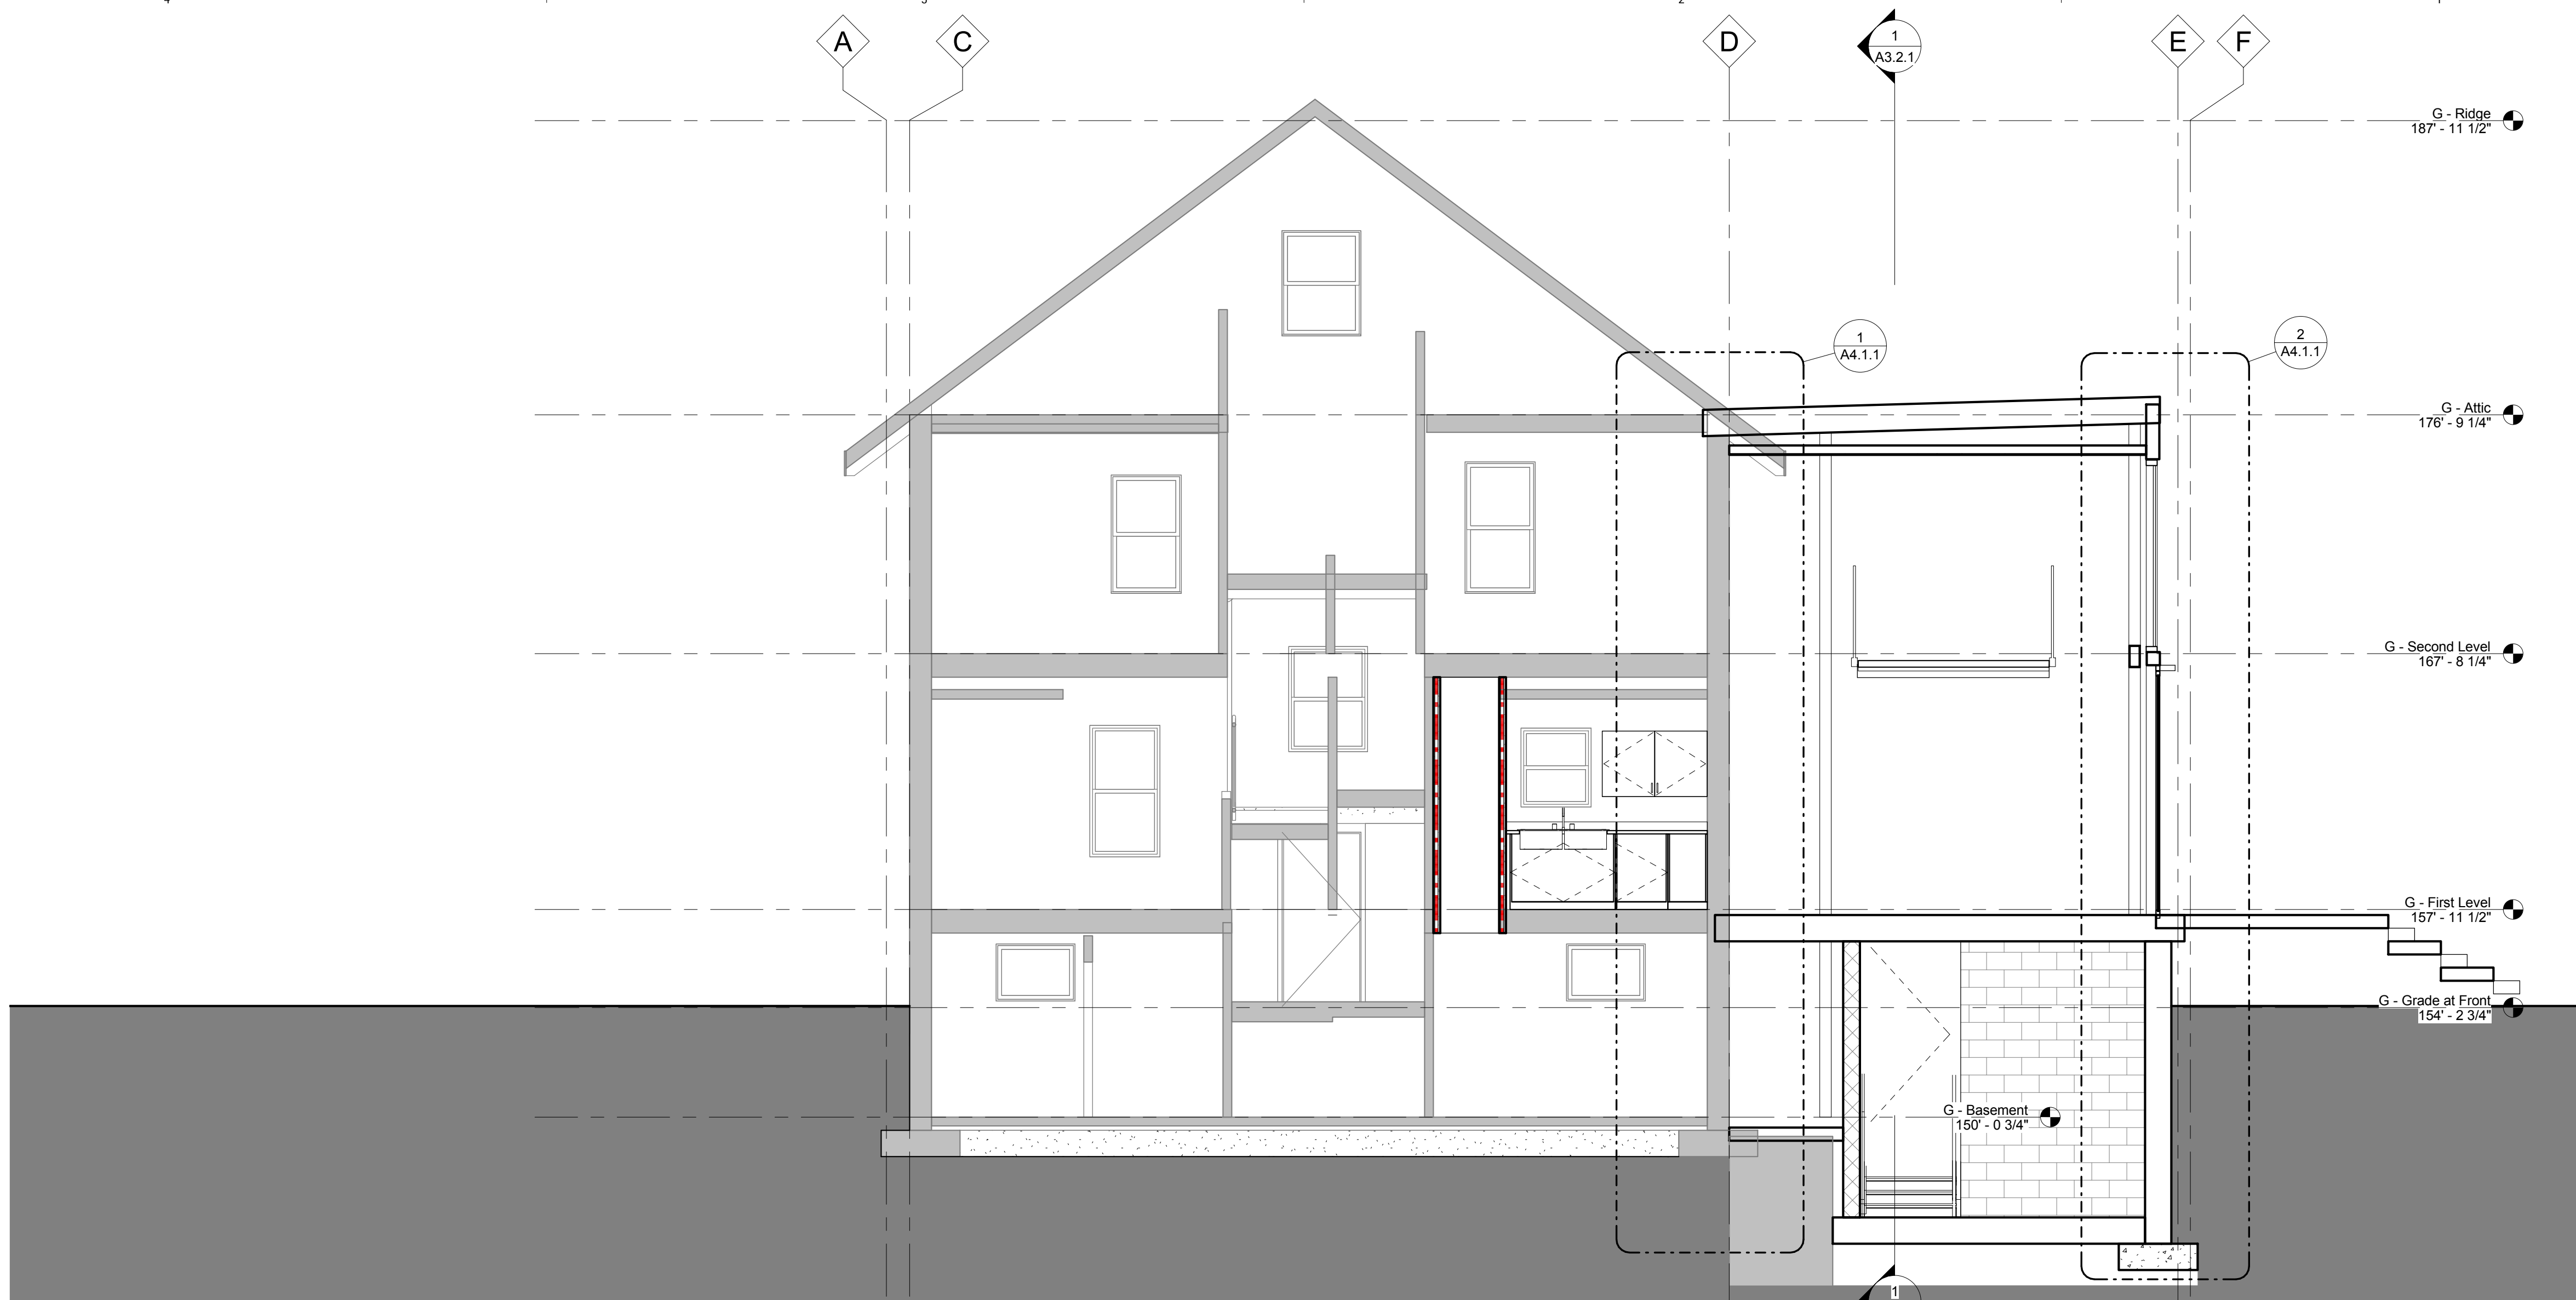 A
C
D
1
A3.2.1
E
F
G - Ridge
187' - 11 1/2"
1
A4.1.1
2
A4.1.1
G - Attic
176' - 9 1/4"
G - Second Level
167' - 8 1/4"
G - First Level
157' - 11 1/2"
G - Grade at Front
154' - 2 3/4"
G - Basement
150' - 0 3/4"
1